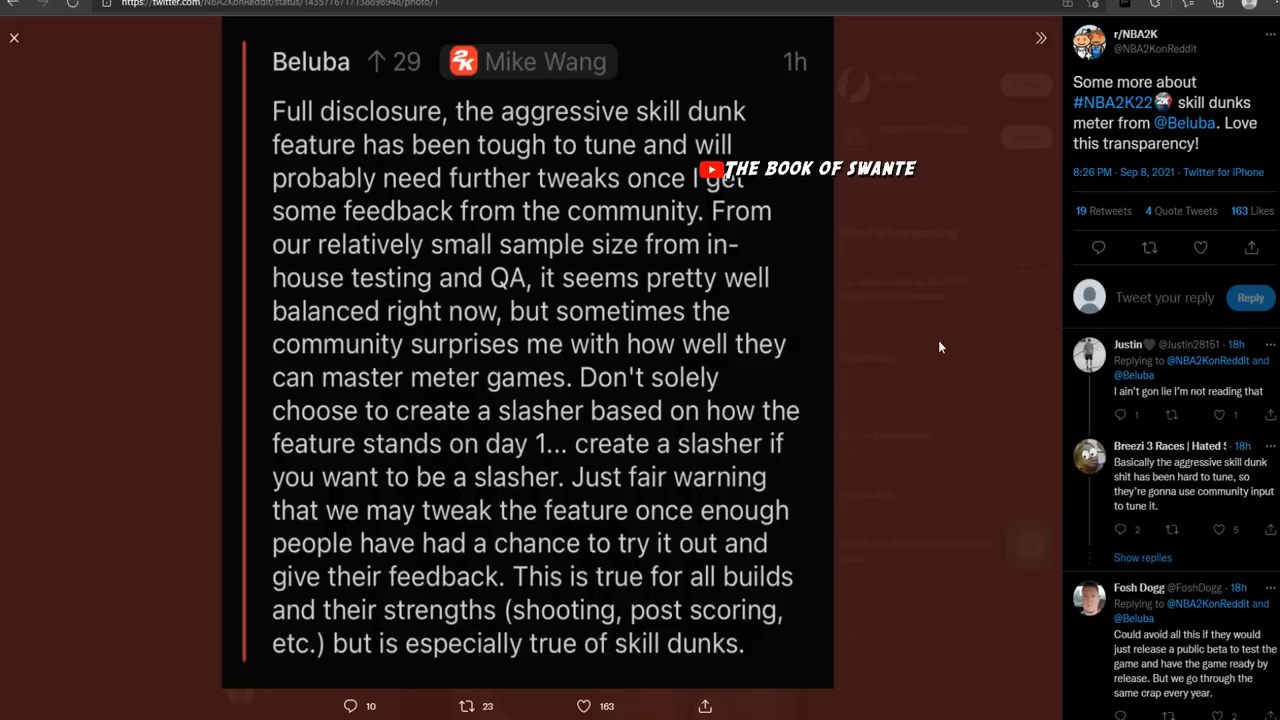 https://twitter.com/NBA2KonReddit/status/1435776717138898948/photo/1
Beluba ↑ 29 2K Mike Wang 1h
Full disclosure, the aggressive skill dunk
feature has been tough to tune and will
probably need further tweaks once I get
some feedback from the community. From
our relatively small sample size from in-
house testing and QA, it seems pretty well
balanced right now, but sometimes the
community surprises me with how well they
can master meter games. Don't solely
choose to create a slasher based on how the
feature stands on day 1... create a slasher if
you want to be a slasher. Just fair warning
that we may tweak the feature once enough
people have had a chance to try it out and
give their feedback. This is true for all builds
and their strengths (shooting, post scoring,
etc.) but is especially true of skill dunks.
THE BOOK OF SWANTE
10 23 163
r/NBA2K
@NBA2KonReddit
Some more about
#NBA2K22 skill dunks
meter from @Beluba. Love
this transparency!
8:26 PM · Sep 8, 2021 · Twitter for iPhone
19 Retweets 4 Quote Tweets 163 Likes
Tweet your reply Reply
Justin @Justin28151 · 18h
Replying to @NBA2KonReddit and
@Beluba
I ain't gon lie I'm not reading that
1 1
Breezi 3 Races | Hated · 18h
Basically the aggressive skill dunk
shit has been hard to tune, so
they're gonna use community input
to tune it.
2 5
Show replies
Fosh Dogg @FoshDogg · 18h
Replying to @NBA2KonReddit and
@Beluba
Could avoid all this if they would
just release a public beta to test the
game and have the game ready by
release. But we go through the
same crap every year.
2